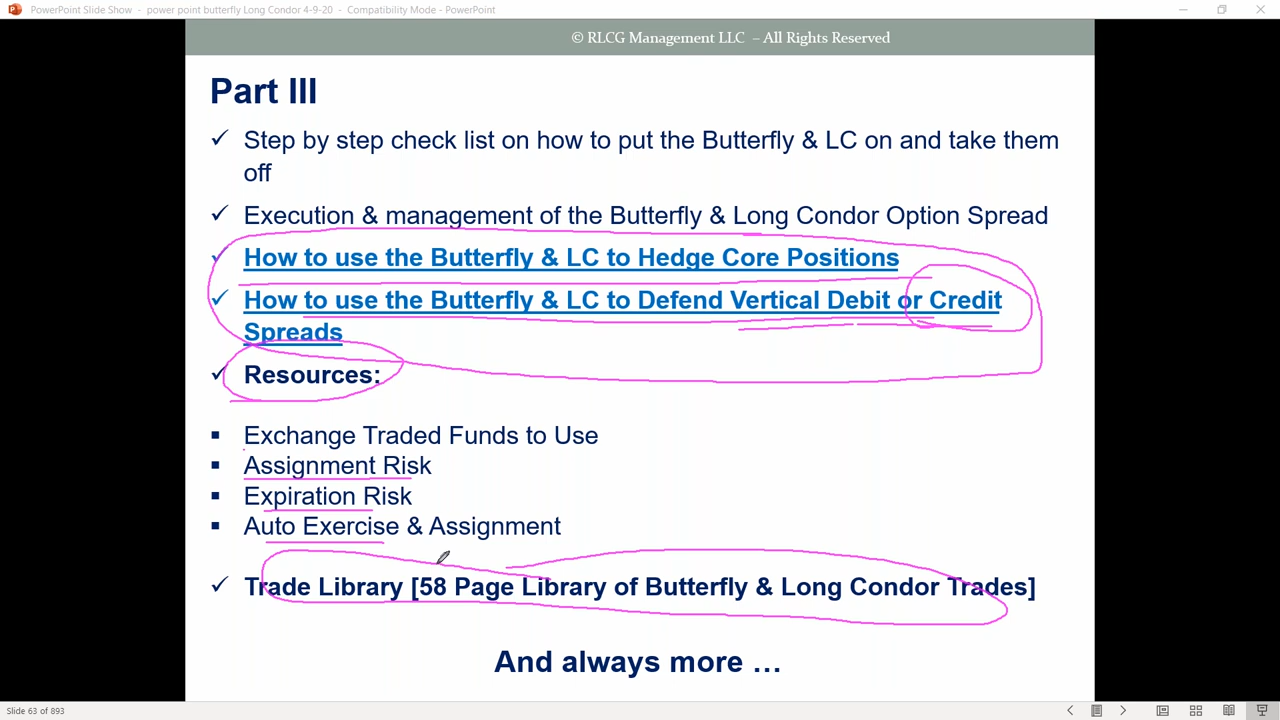 PowerPoint Slide Show - power point butterfly Long Condor 4-9-20 - Compatibility Mode - PowerPoint
© RLCG Management LLC – All Rights Reserved
Part III
Step by step check list on how to put the Butterfly & LC on and take them
off
Execution & management of the Butterfly & Long Condor Option Spread
How to use the Butterfly & LC to Hedge Core Positions
How to use the Butterfly & LC to Defend Vertical Debit or Credit
Spreads
Resources:
Exchange Traded Funds to Use
Assignment Risk
Expiration Risk
Auto Exercise & Assignment
Trade Library [58 Page Library of Butterfly & Long Condor Trades]
And always more …
Slide 63 of 893